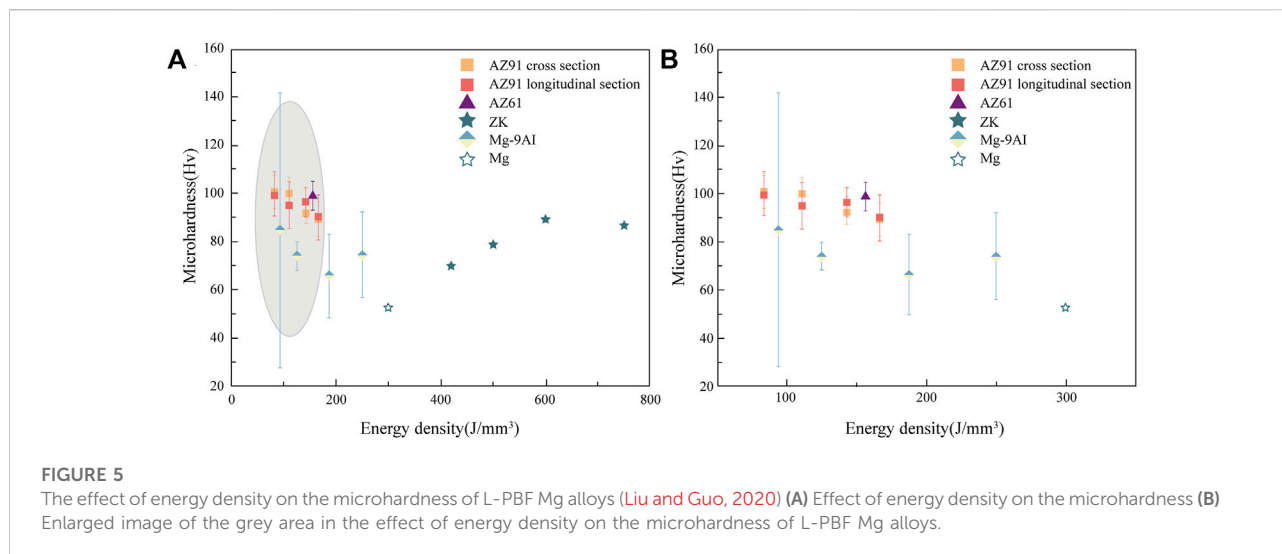 A
160
140
120
100
80
60
40
20
Microhardness(Hv)
AZ91 cross section
AZ91 longitudinal section
AZ61
ZK
Mg-9AI
Mg
0 200 400 600 800
Energy density(J/mm³)
B
160
140
120
100
80
60
40
20
Microhardness(Hv)
AZ91 cross section
AZ91 longitudinal section
AZ61
ZK
Mg-9AI
Mg
100 200 300
Energy density(J/mm³)
FIGURE 5
The effect of energy density on the microhardness of L-PBF Mg alloys (Liu and Guo, 2020) (A) Effect of energy density on the microhardness (B)
Enlarged image of the grey area in the effect of energy density on the microhardness of L-PBF Mg alloys.